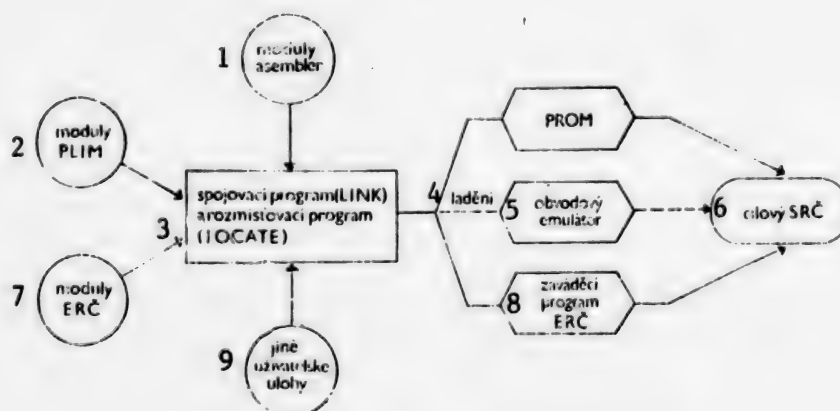 1
moduly
asembler
2
moduly
PLIM
3
spojovací program(LINK)
a rozmisťovací program
(LOCATE)
4
ladění
PROM
5
obvodový
emulátor
6
cílový SRČ
7
moduly
ERČ
8
zaváděcí
program
ERČ
9
jiné
uživatelské
úlohy